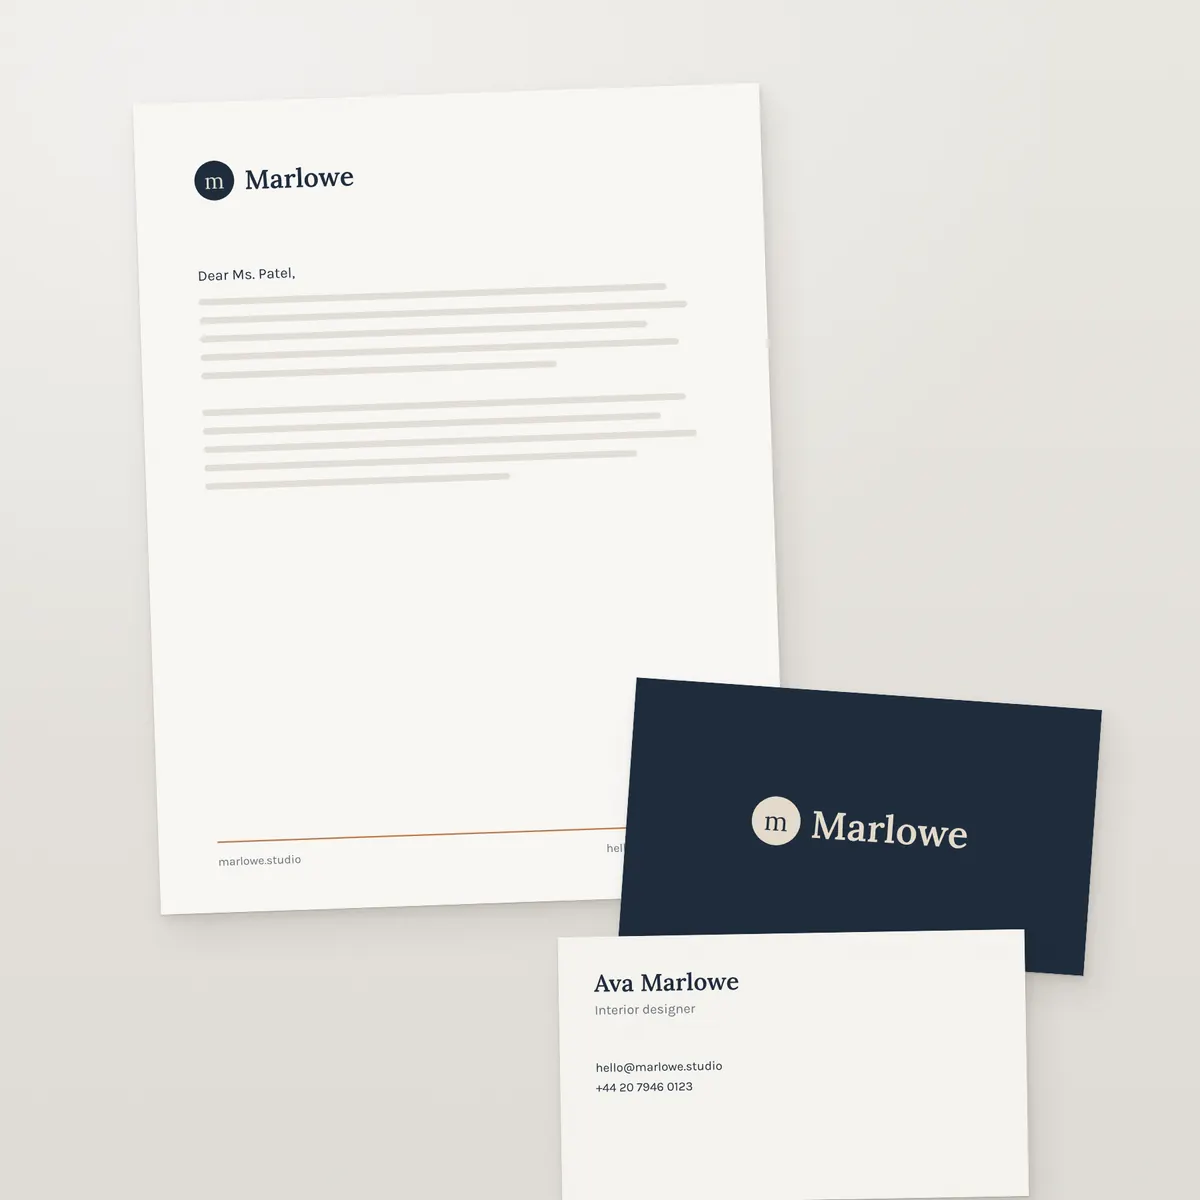 m Marlowe
Dear Ms. Patel,
marlowe.studio
m Marlowe
Ava Marlowe
Interior designer
hello@marlowe.studio
+44 20 7946 0123